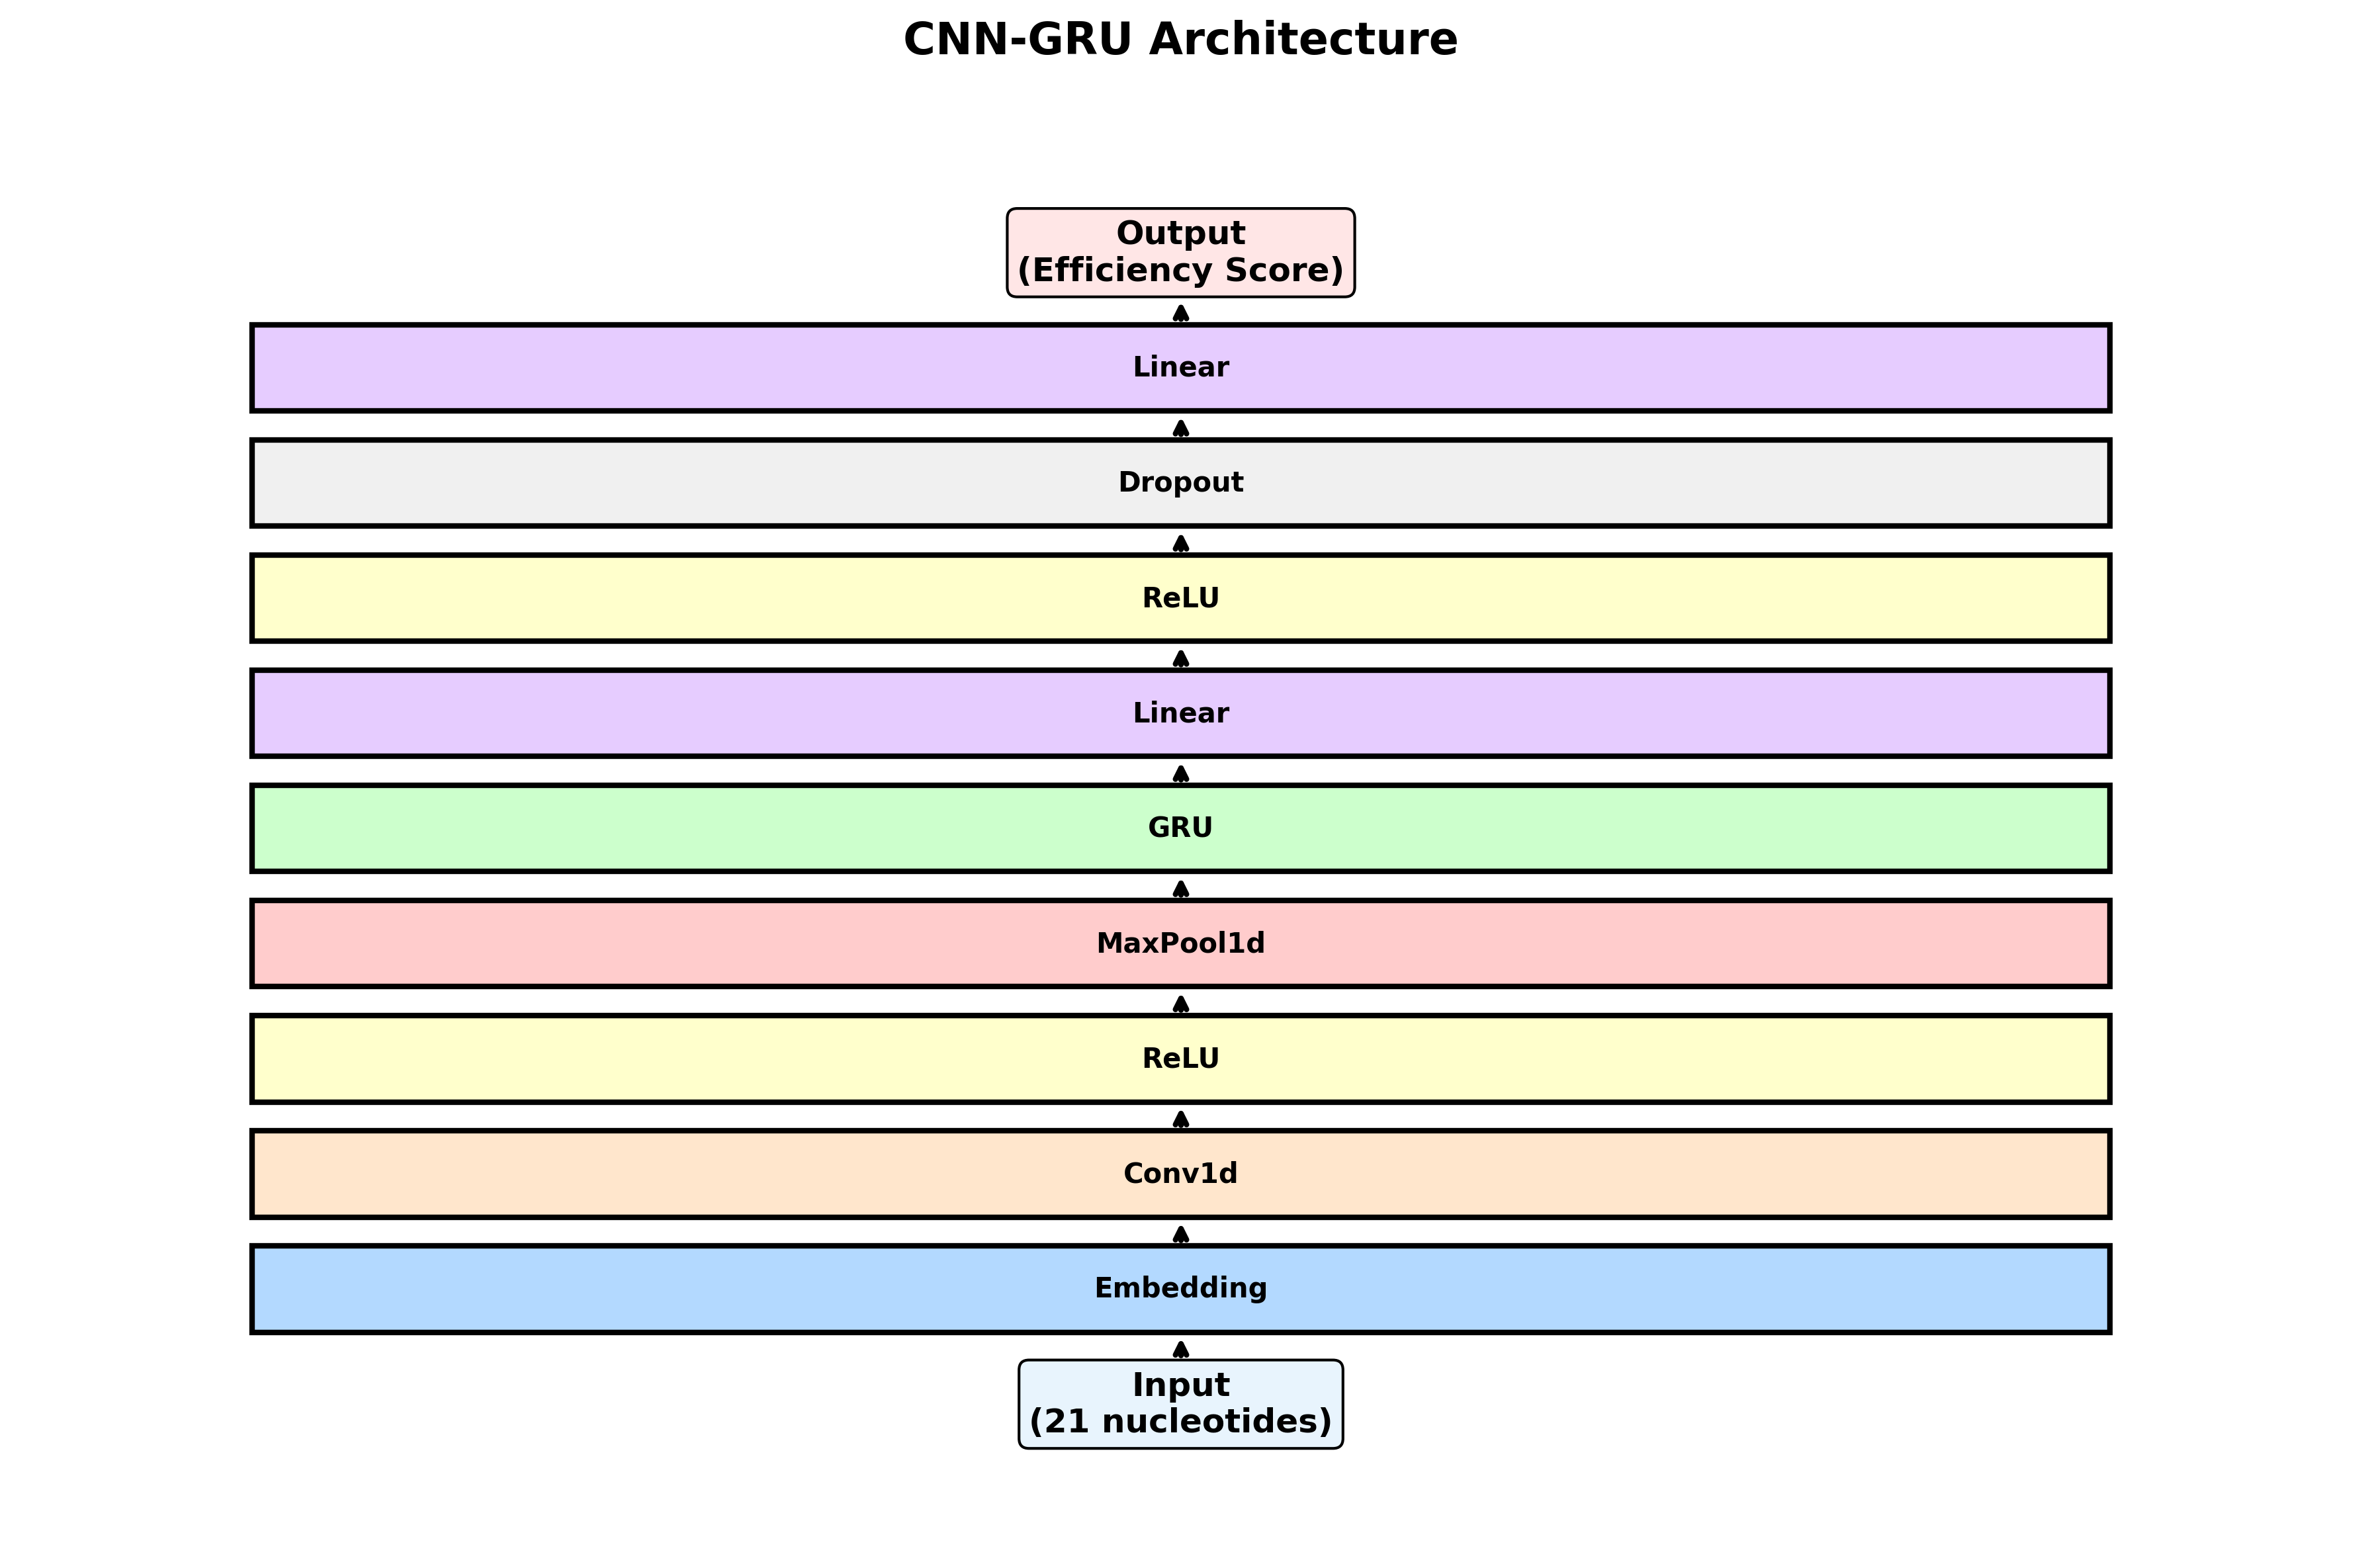 CNN-GRU Architecture
Output
(Efficiency Score)
Linear
Dropout
ReLU
Linear
GRU
MaxPool1d
ReLU
Conv1d
Embedding
Input
(21 nucleotides)